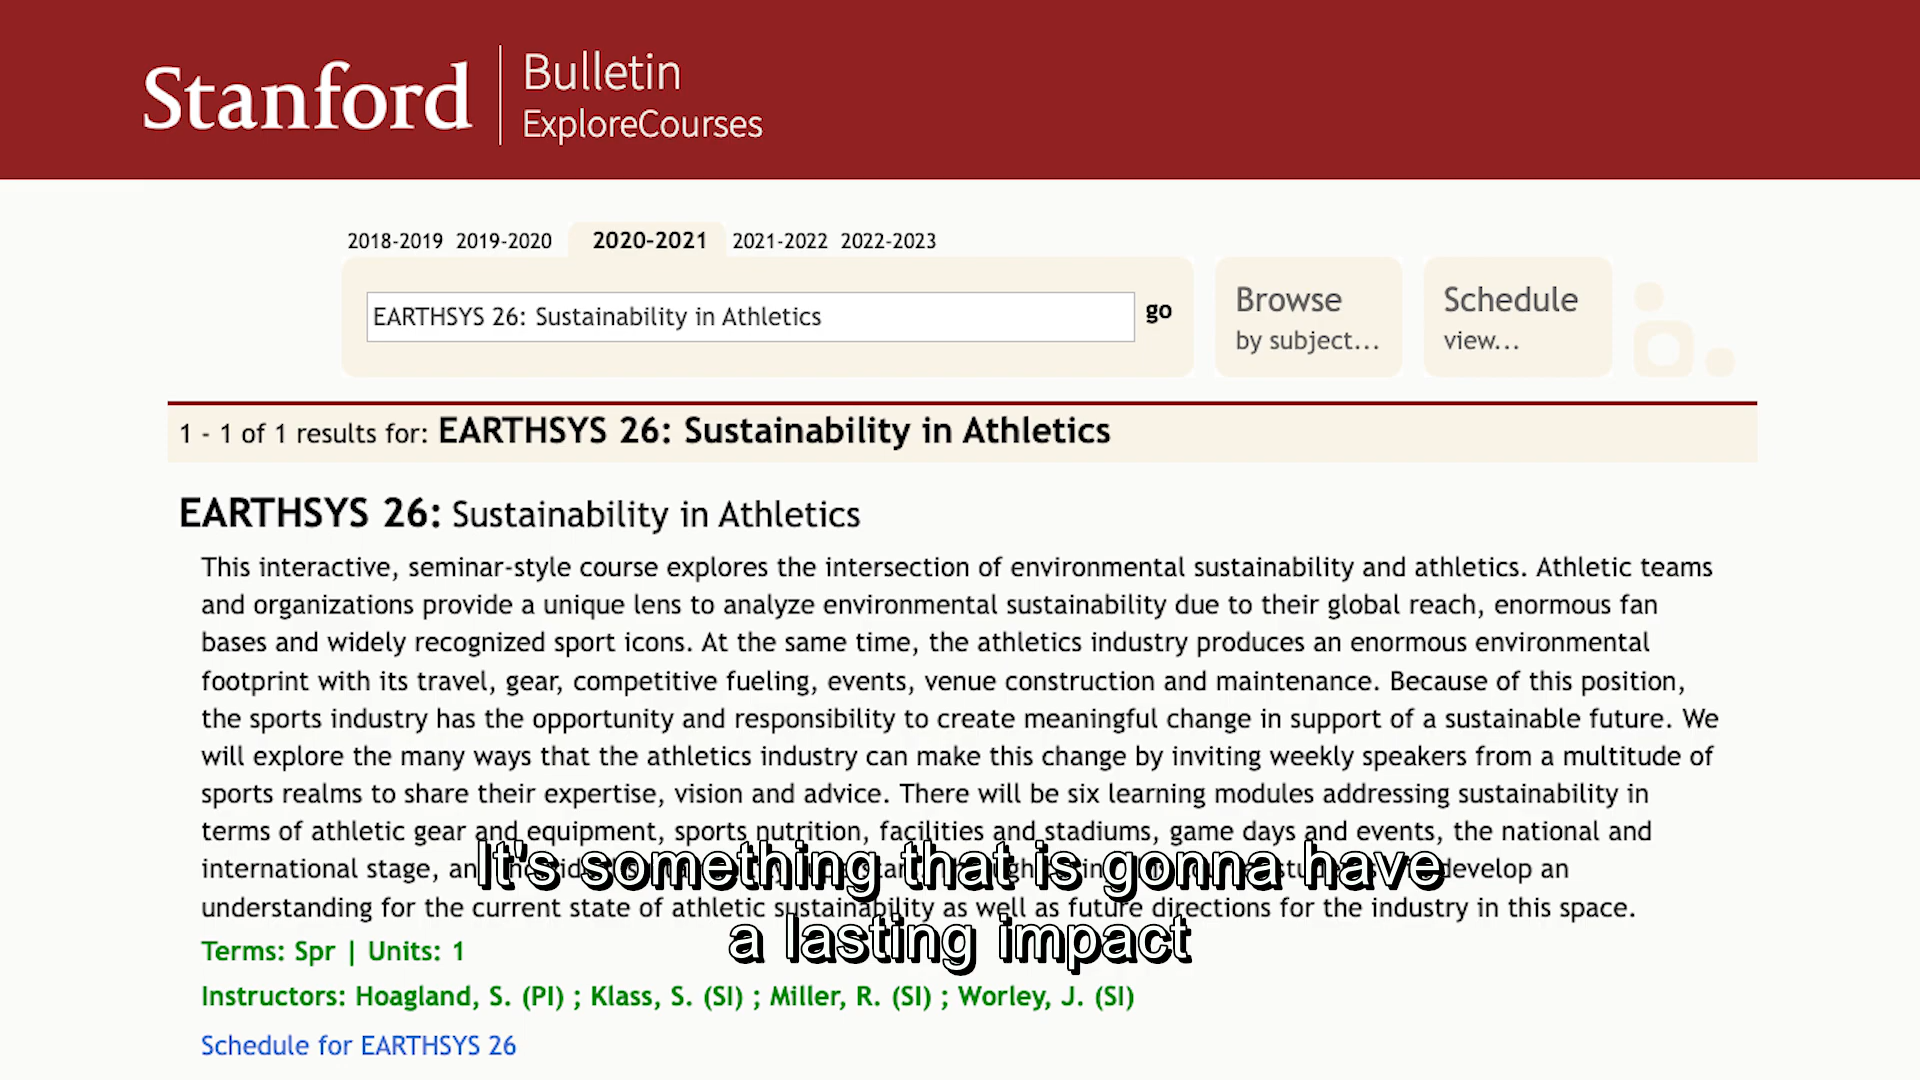 Stanford
Bulletin
ExploreCourses
2018-2019 2019-2020 2020-2021 2021-2022 2022-2023
EARTHSYS 26: Sustainability in Athletics
go
Browse
by subject...
Schedule
view...
1 - 1 of 1 results for: EARTHSYS 26: Sustainability in Athletics
EARTHSYS 26: Sustainability in Athletics
This interactive, seminar-style course explores the intersection of environmental sustainability and athletics. Athletic teams
and organizations provide a unique lens to analyze environmental sustainability due to their global reach, enormous fan
bases and widely recognized sport icons. At the same time, the athletics industry produces an enormous environmental
footprint with its travel, gear, competitive fueling, events, venue construction and maintenance. Because of this position,
the sports industry has the opportunity and responsibility to create meaningful change in support of a sustainable future. We
will explore the many ways that the athletics industry can make this change by inviting weekly speakers from a multitude of
sports realms to share their expertise, vision and advice. There will be six learning modules addressing sustainability in
terms of athletic gear and equipment, sports nutrition, facilities and stadiums, game days and events, the national and
international stage, develop an
understanding for the current state of athletic sustainability as well as future directions for the industry in this space.
It's something that is gonna have
a lasting impact
Terms: Spr | Units: 1
Instructors: Hoagland, S. (PI) ; Klass, S. (SI) ; Miller, R. (SI) ; Worley, J. (SI)
Schedule for EARTHSYS 26